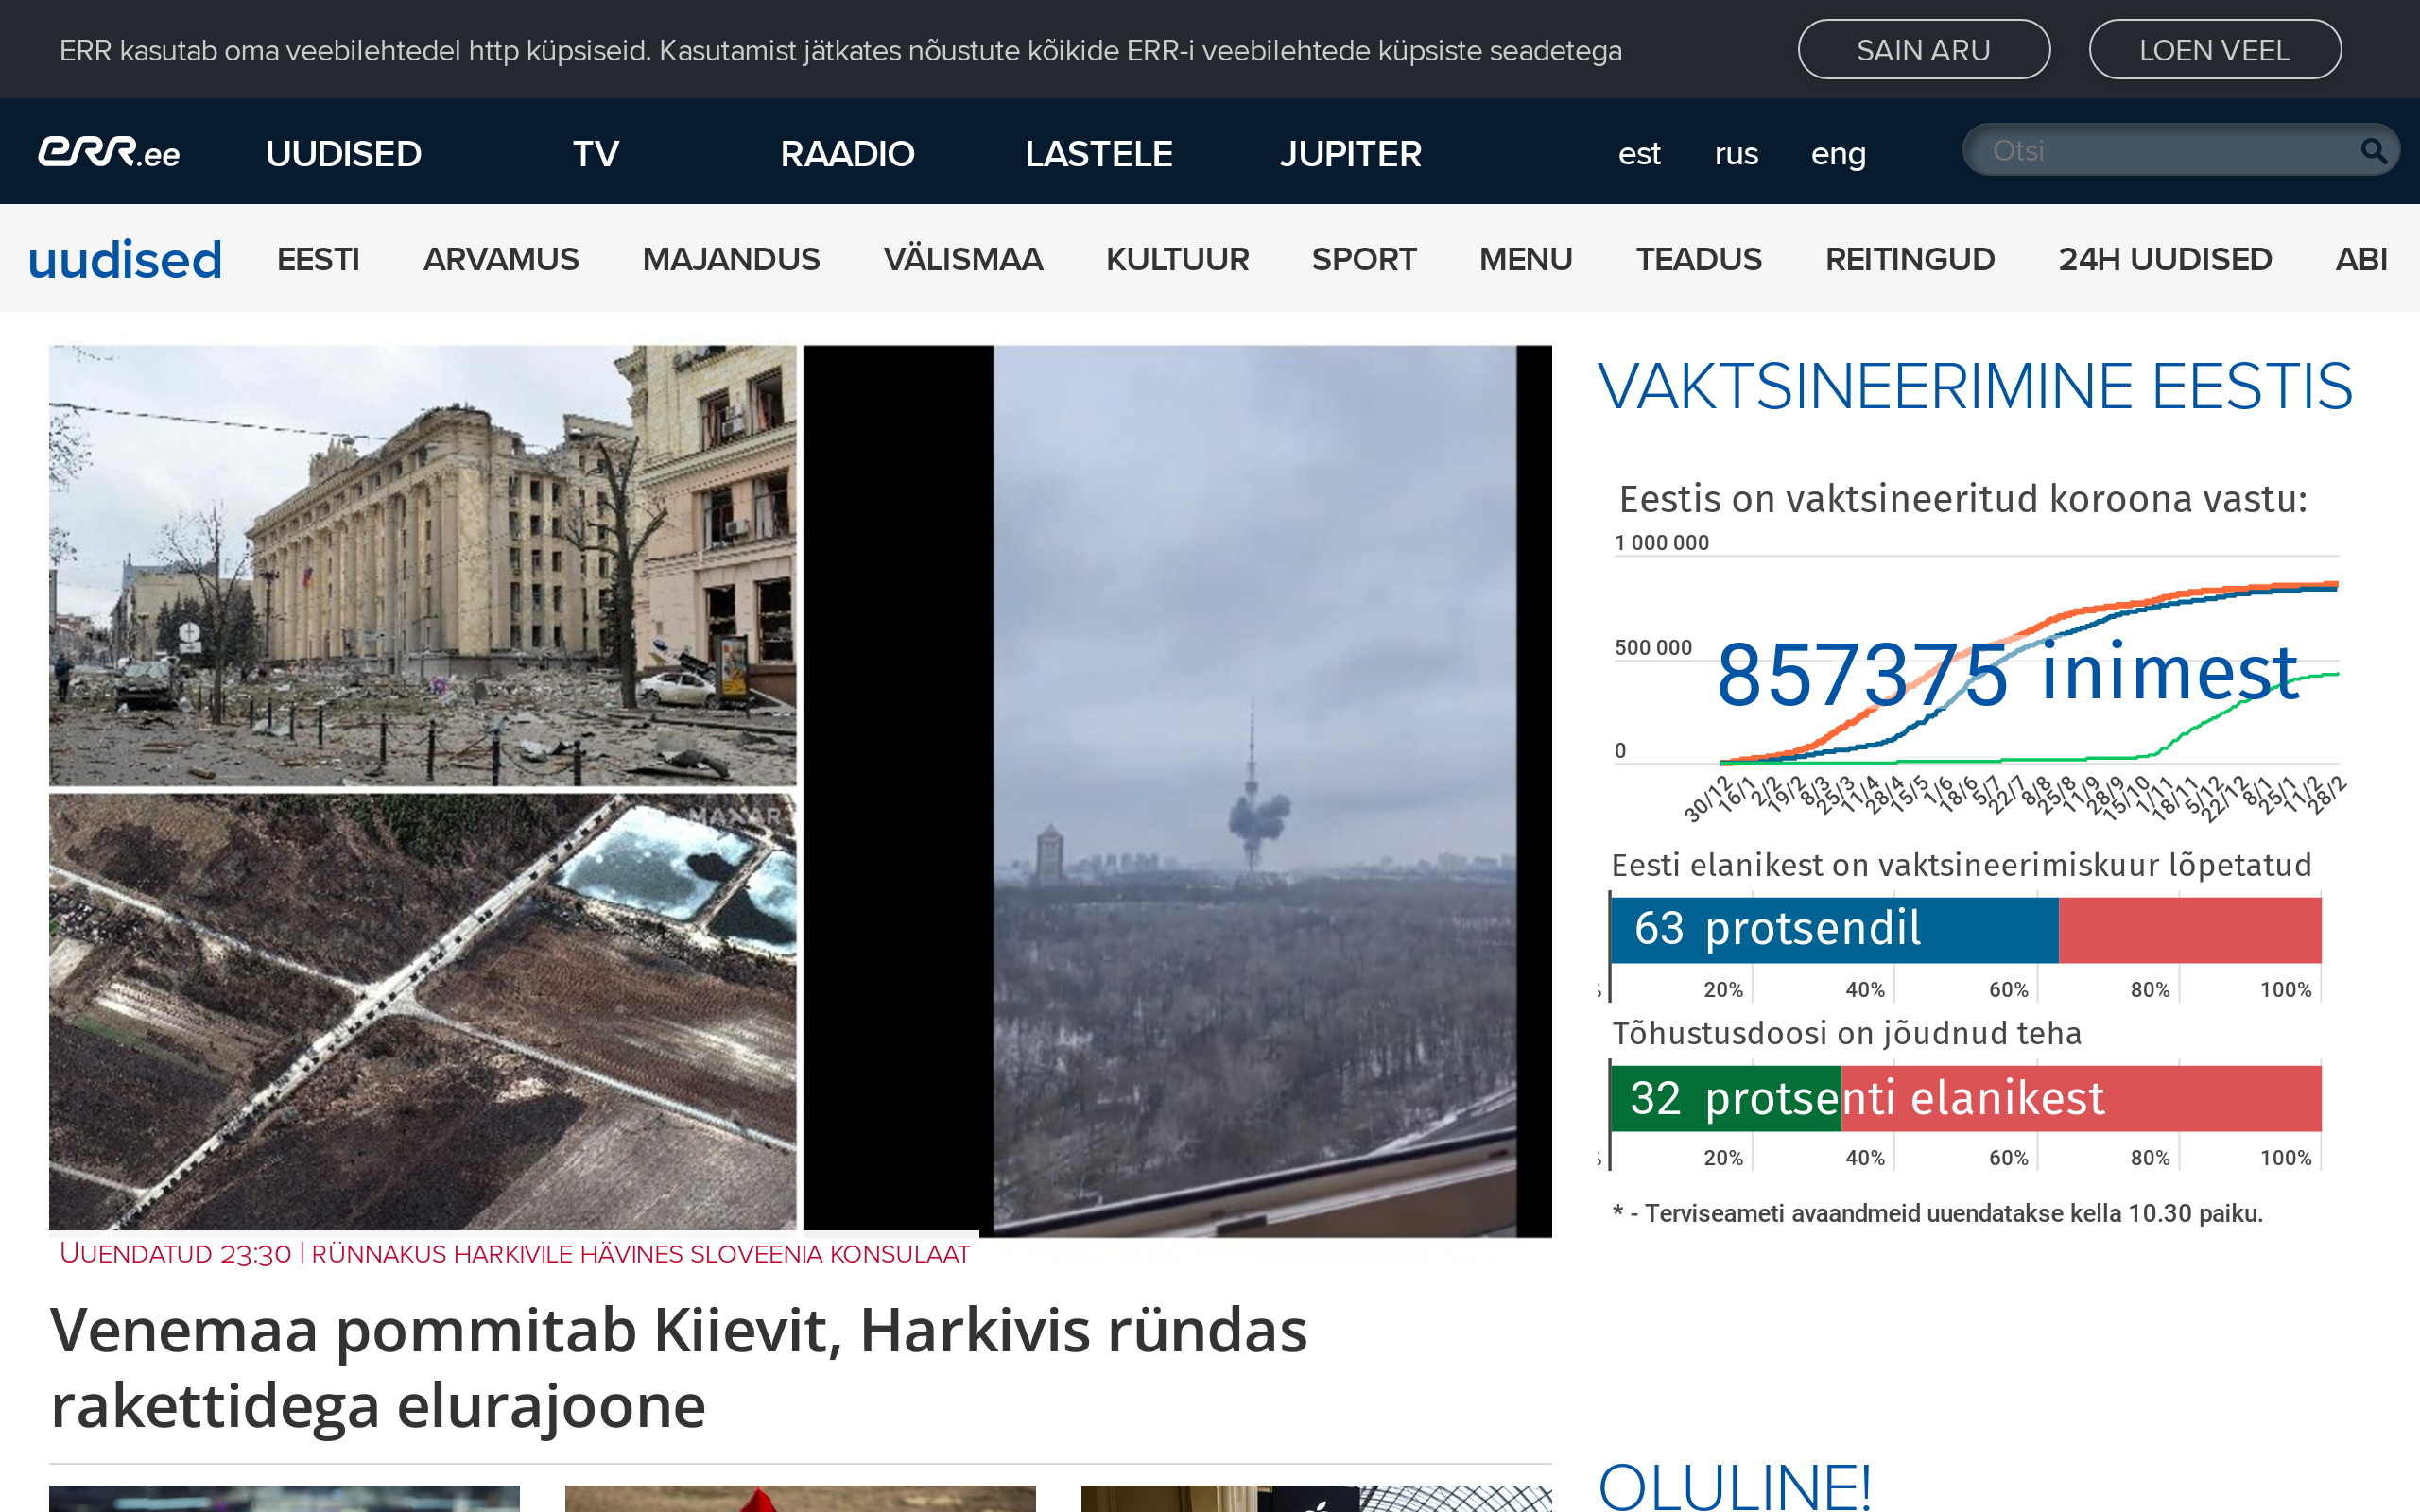 ERR kasutab oma veebilehtedel http küpsiseid. Kasutamist jätkates nõustute kõikide ERR-i veebilehtede küpsiste seadetega
SAIN ARU
LOEN VEEL
err.ee
UUDISED
TV
RAADIO
LASTELE
JUPITER
est
rus
eng
Otsi
uudised
EESTI
ARVAMUS
MAJANDUS
VÄLISMAA
KULTUUR
SPORT
MENU
TEADUS
REITINGUD
24H UUDISED
ABI
MAXAR
UUENDATUD 23:30 | RÜNNAKUS HARKIVILE HÄVINES SLOVEENIA KONSULAAT
Venemaa pommitab Kiievit, Harkivis ründas
rakettidega elurajoone
VAKTSINEERIMINE EESTIS
Eestis on vaktsineeritud koroona vastu:
1 000 000
500 000
857375 inimest
0
30/12 16/1 2/2 19/2 8/3 25/3 11/4 28/4 15/5 1/6 18/6 5/7 22/7 8/8 25/8 11/9 28/9 15/10 1/11 18/11 5/12 22/12 8/1 25/1 11/2 28/2
Eesti elanikest on vaktsineerimiskuur lõpetatud
63 protsendil
20% 40% 60% 80% 100%
Tõhustusdoosi on jõudnud teha
32 protsenti elanikest
20% 40% 60% 80% 100%
* - Terviseameti avaandmeid uuendatakse kella 10.30 paiku.
OLULINE!